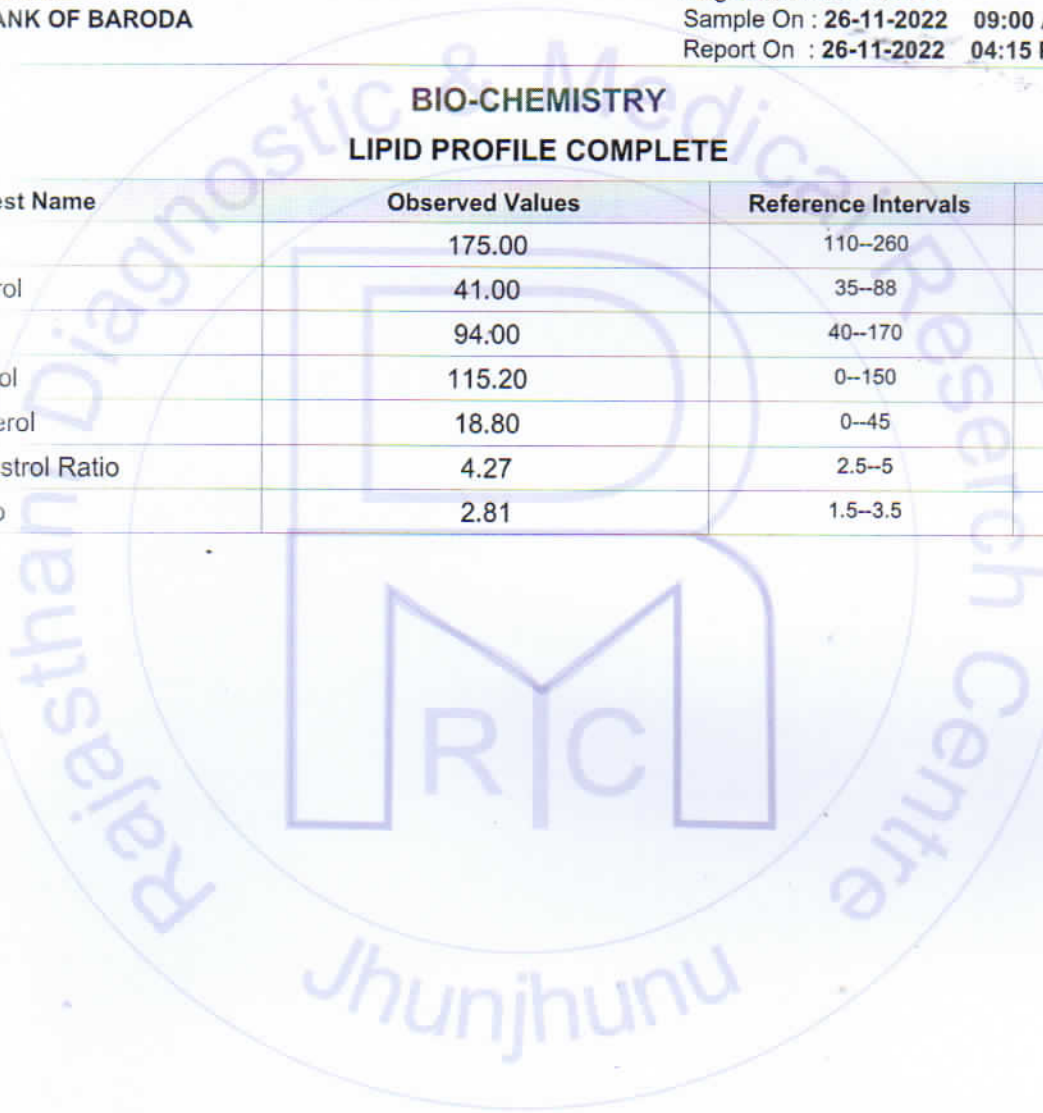 ANK OF BARODA
Sample On : 26-11-2022 09:00
Report On : 26-11-2022 04:15
BIO-CHEMISTRY
LIPID PROFILE COMPLETE
est Name Observed Values Reference Intervals
175.00 110--260
rol 41.00 35--88
94.00 40--170
ol 115.20 0--150
erol 18.80 0--45
strol Ratio 4.27 2.5--5
o 2.81 1.5--3.5
Rajasthani Diagnostic & Medical Research Centre
Jhunjhunu
R C